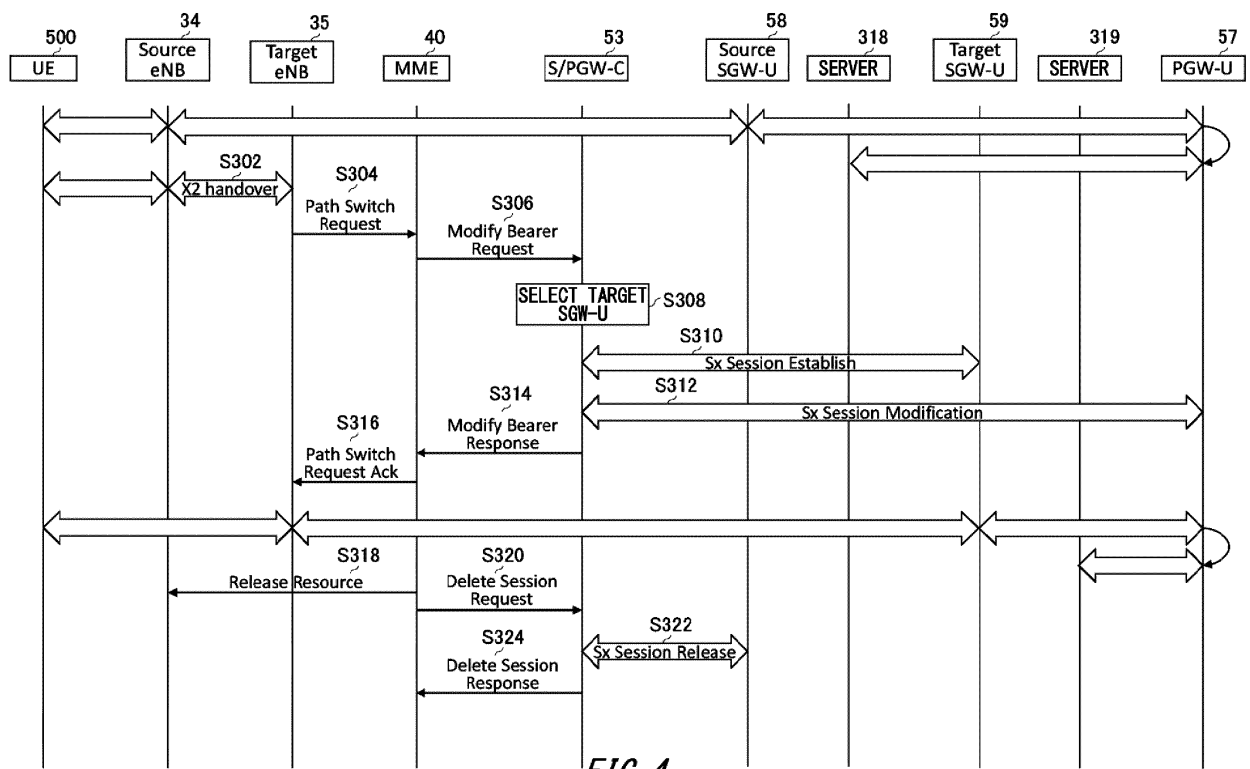 500
34
35
40
53
58
318
59
319
57
UE
Source
eNB
Target
eNB
MME
S/PGW-C
Source
SGW-U
SERVER
Target
SGW-U
SERVER
PGW-U
S302
X2 handover
S304
Path Switch
Request
S306
Modify Bearer
Request
SELECT TARGET
SGW-U
S308
S310
Sx Session Establish
S312
Sx Session Modification
S314
Modify Bearer
Response
S316
Path Switch
Request Ack
S318
Release Resource
S320
Delete Session
Request
S322
Sx Session Release
S324
Delete Session
Response